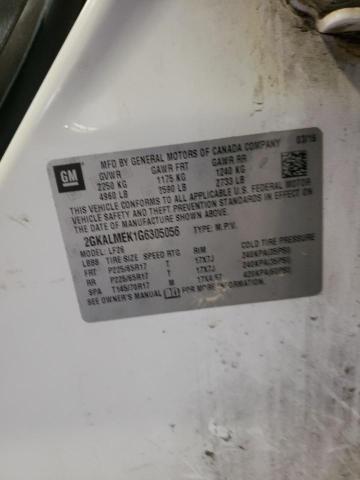 GM
MFD BY GENERAL MOTORS OF CANADA COMPANY 03/16
GVWR GAWR FRT GAWR RR
2250 KG 1175 KG 1240 KG
4960 LB 2590 LB 2733 LB
THIS VEHICLE CONFORMS TO ALL APPLICABLE U.S. FEDERAL MOTOR
VEHICLE SAFETY AND THEFT PREVENTION STANDARDS IN EFFECT ON
THE DATE OF MANUFACTURE SHOWN ABOVE.
2GKALMEK1G6305056 TYPE: M.P.V.
MODEL: LF26
LBBB TIRE SIZE SPEED RTG RIM COLD TIRE PRESSURE
FRT P225/65R17 T 17X7J 240KPA(35PSI)
RR P225/65R17 T 17X7J 240KPA(35PSI)
SPA T145/70R17 M 17X4.5T 420KPA(60PSI)
SEE OWNER'S MANUAL FOR MORE INFORMATION.